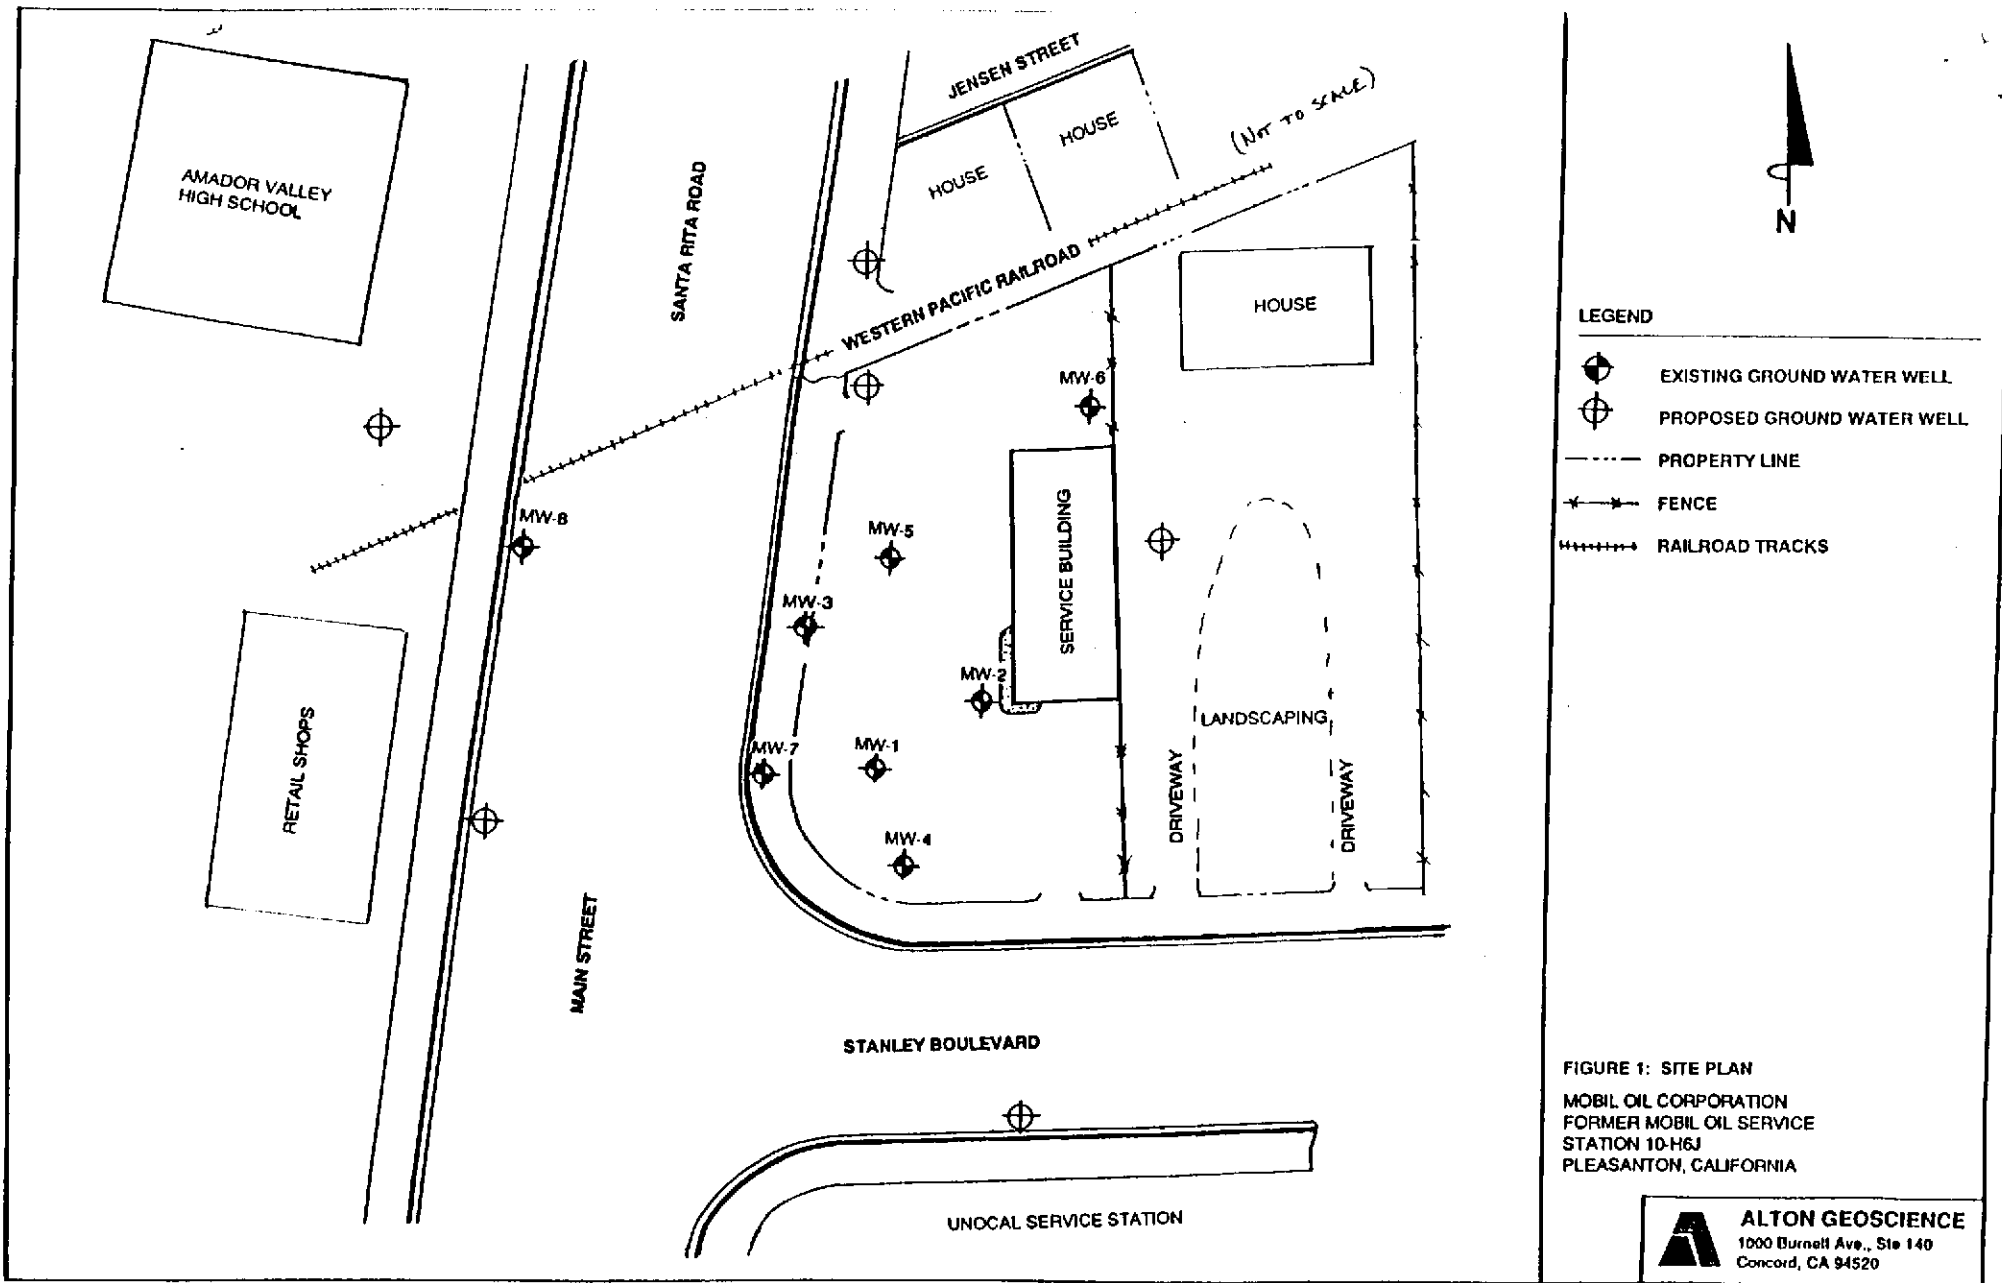 JENSEN STREET
HOUSE
HOUSE
(NOT TO SCALE)
AMADOR VALLEY
HIGH SCHOOL
SANTA RITA ROAD
WESTERN PACIFIC RAILROAD
HOUSE
N
LEGEND
EXISTING GROUND WATER WELL
PROPOSED GROUND WATER WELL
PROPERTY LINE
FENCE
RAILROAD TRACKS
MW-6
MW-8
MW-5
SERVICE BUILDING
MW-3
MW-2
LANDSCAPING
RETAIL SHOPS
MW-7
MW-1
DRIVEWAY
DRIVEWAY
MW-4
MAIN STREET
STANLEY BOULEVARD
UNOCAL SERVICE STATION
FIGURE 1: SITE PLAN
MOBIL OIL CORPORATION
FORMER MOBIL OIL SERVICE
STATION 10-H6J
PLEASANTON, CALIFORNIA
ALTON GEOSCIENCE
1000 Burnett Ave., Ste 140
Concord, CA 94520